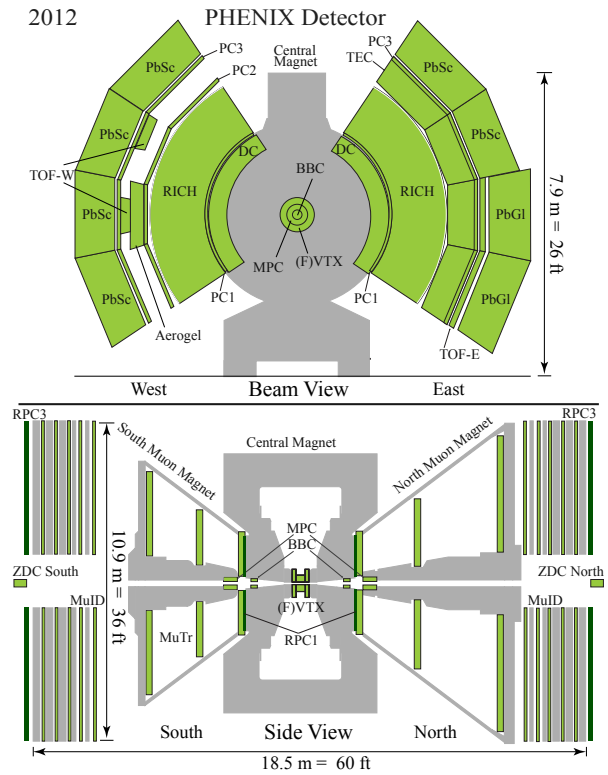 2012 PHENIX Detector
Central
Magnet
PC3
PC2
PC3
TEC
PbSc
PbSc
PbSc
PbSc
DC
DC
BBC
TOF-W
RICH
RICH
PbSc
PbGl
MPC
(F)VTX
PbSc
PbGl
PC1
PC1
Aerogel
TOF-E
7.9 m = 26 ft
West
Beam View
East
RPC3
RPC3
South Muon Magnet
Central Magnet
North Muon Magnet
10.9 m = 36 ft
MPC
BBC
ZDC South
ZDC North
MuID
(F)VTX
MuID
MuTr
RPC1
South
Side View
North
18.5 m = 60 ft